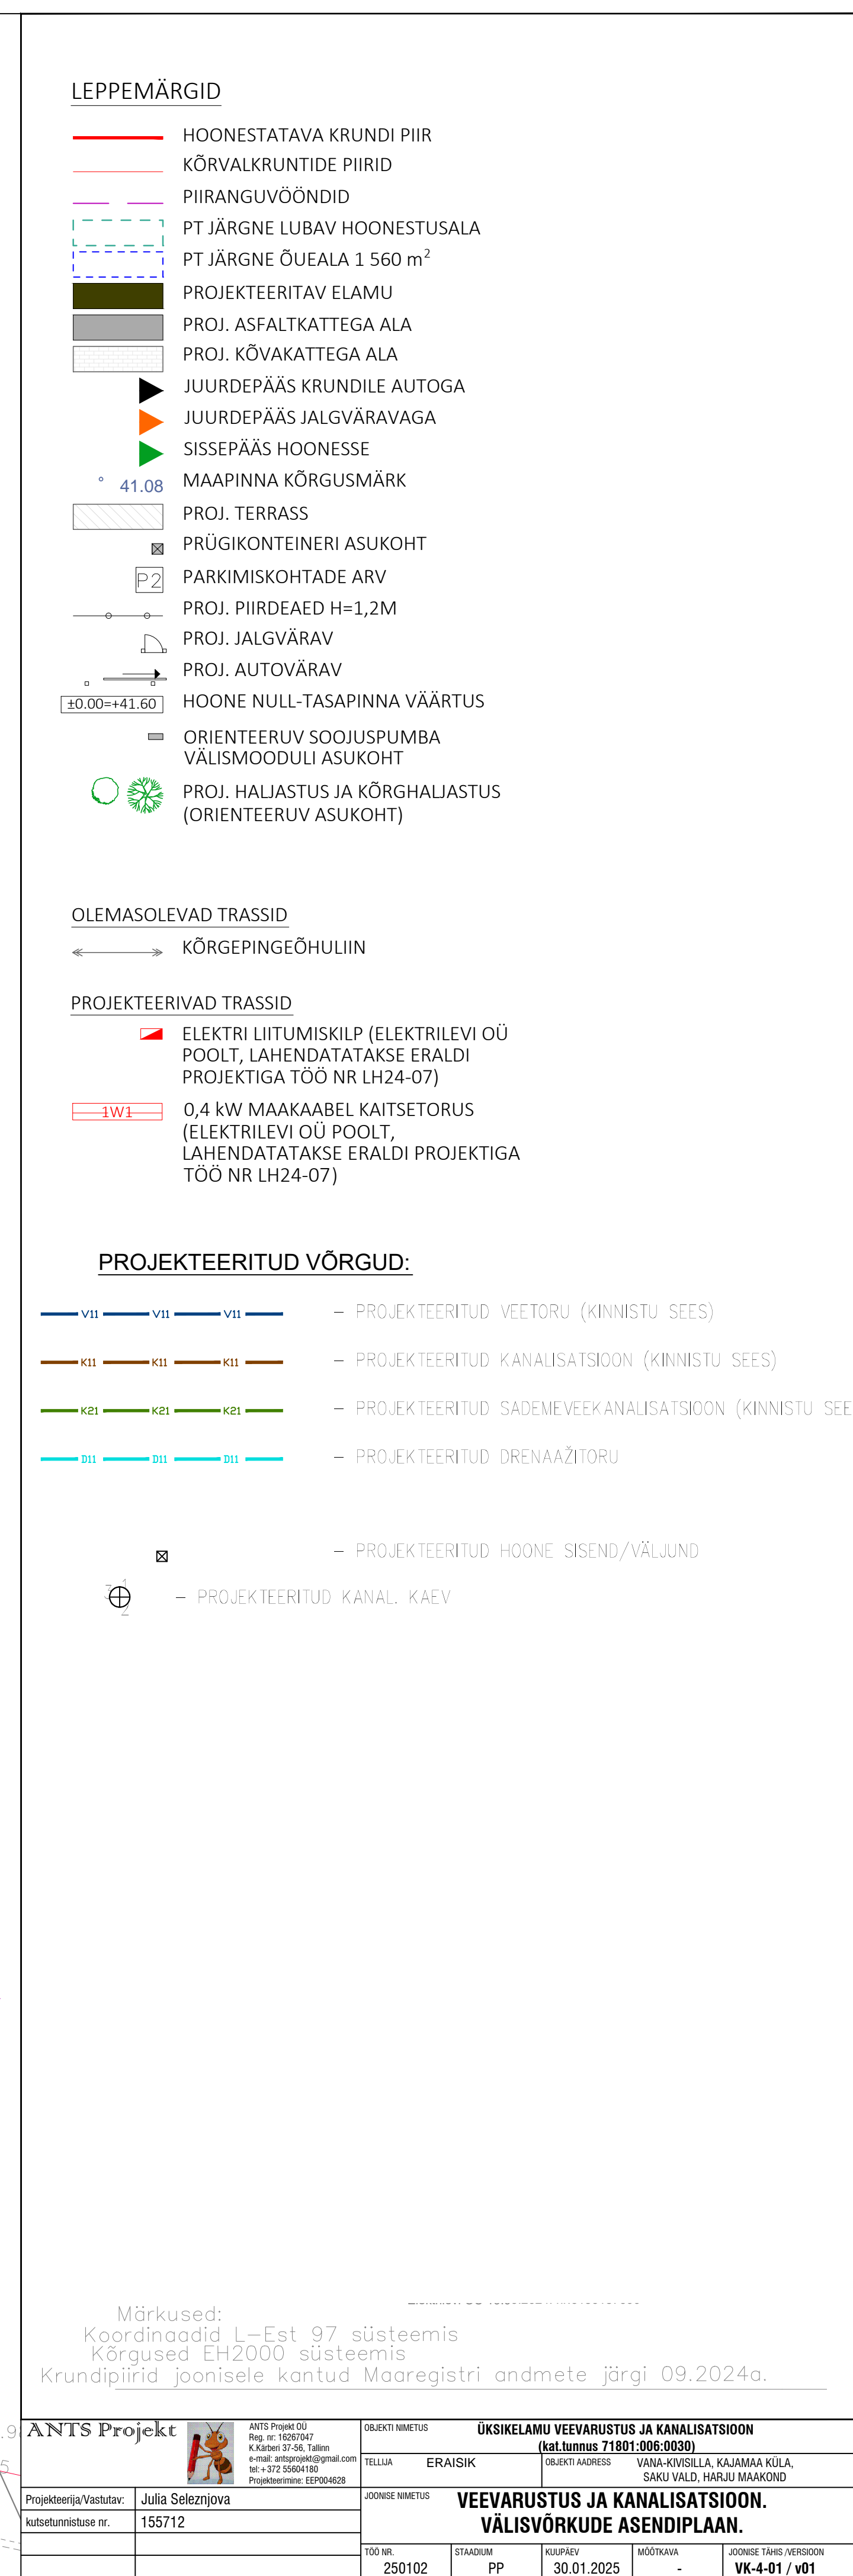 LEPPEMÄRGID
HOONESTATAVA KRUNDI PIIR
KÕRVALKRUNTIDE PIIRID
PIIRANGUVÖÖNDID
PT JÄRGNE LUBAV HOONESTUSALA
PT JÄRGNE ÕUEALA 1 560 m²
PROJEKTEERITAV ELAMU
PROJ. ASFALTKATTEGA ALA
PROJ. KÕVAKATTEGA ALA
JUURDEPÄÄS KRUNDILE AUTOGA
JUURDEPÄÄS JALGVÄRAVAGA
SISSEPÄÄS HOONESSE
41.08 MAAPINNA KÕRGUSMÄRK
PROJ. TERRASS
PRÜGIKONTEINERI ASUKOHT
P2 PARKIMISKOHTADE ARV
PROJ. PIIRDEAED H=1,2M
PROJ. JALGVÄRAV
PROJ. AUTOVÄRAV
±0.00=+41.60 HOONE NULL-TASAPINNA VÄÄRTUS
ORIENTEERUV SOOJUSPUMBA
VÄLISMOODULI ASUKOHT
PROJ. HALJASTUS JA KÕRGHALJASTUS
(ORIENTEERUV ASUKOHT)
OLEMASOLEVAD TRASSID
KÕRGEPINGEÕHULIIN
PROJEKTEERIVAD TRASSID
ELEKTRI LIITUMISKILP (ELEKTRILEVI OÜ
POOLT, LAHENDATATAKSE ERALDI
PROJEKTIGA TÖÖ NR LH24-07)
1W1 0,4 kW MAAKAABEL KAITSETORUS
(ELEKTRILEVI OÜ POOLT,
LAHENDATATAKSE ERALDI PROJEKTIGA
TÖÖ NR LH24-07)
PROJEKTEERITUD VÕRGUD:
V11 V11 V11 – PROJEKTEERITUD VEETORU (KINNISTU SEES)
K11 K11 K11 – PROJEKTEERITUD KANALISATSIOON (KINNISTU SEES)
K21 K21 K21 – PROJEKTEERITUD SADEMEVEEKANALISATSIOON (KINNISTU SEE
D11 D11 D11 – PROJEKTEERITUD DRENAAŽITORU
– PROJEKTEERITUD HOONE SISEND/VÄLJUND
3 1 2 – PROJEKTEERITUD KANAL. KAEV
Märkused:
Koordinaadid L–Est 97 süsteemis
Kõrgused EH2000 süsteemis
Krundipiirid joonisele kantud Maaregistri andmete järgi 09.2024a.
ANTS Projekt
ANTS Projekt OÜ
Reg. nr: 16267047
K.Kärberi 37-56, Tallinn
e-mail: antsprojekt@gmail.com
tel:+372 55604180
Projekteerimine: EEP004628
OBJEKTI NIMETUS ÜKSIKELAMU VEEVARUSTUS JA KANALISATSIOON
(kat.tunnus 71801:006:0030)
TELLIJA ERAISIK
OBJEKTI AADRESS VANA-KIVISILLA, KAJAMAA KÜLA,
SAKU VALD, HARJU MAAKOND
Projekteerija/Vastutav: Julia Seleznjova
kutsetunnistuse nr. 155712
JOONISE NIMETUS VEEVARUSTUS JA KANALISATSIOON.
VÄLISVÕRKUDE ASENDIPLAAN.
TÖÖ NR. STAADIUM KUUPÄEV MÕÕTKAVA JOONISE TÄHIS /VERSIOON
250102 PP 30.01.2025 - VK-4-01 / v01